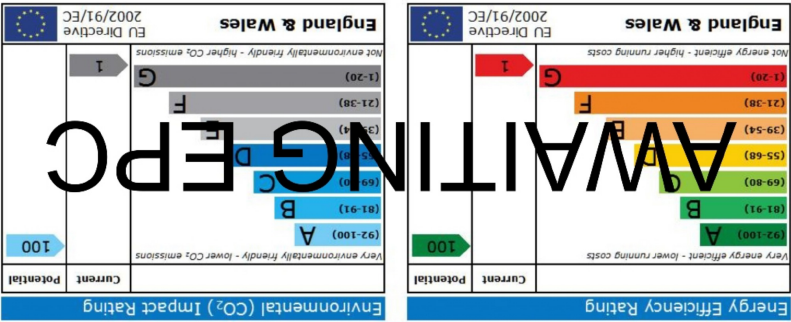 Energy Efficiency Rating
Current Potential
Very energy efficient - lower running costs
(92-100) A
(81-91) B
(69-80) C
(55-68) D
(39-54) E
(21-38) F
(1-20) G
Not energy efficient - higher running costs
100
1
England & Wales
EU Directive
2002/91/EC
Environmental (CO₂) Impact Rating
Current Potential
Very environmentally friendly - lower CO₂ emissions
(92-100) A
(81-91) B
(69-80) C
(55-68) D
(39-54) E
(21-38) F
(1-20) G
Not environmentally friendly - higher CO₂ emissions
100
1
England & Wales
EU Directive
2002/91/EC
AWAITING EPC